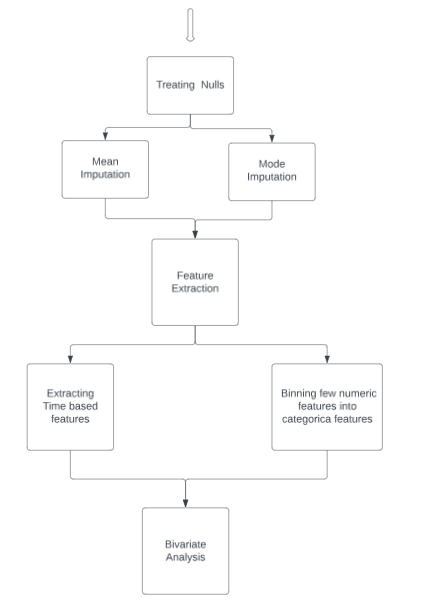 Treating Nulls
Mean
Imputation
Mode
Imputation
Feature
Extraction
Extracting
Time based
features
Binning few numeric
features into
categorica features
Bivariate
Analysis